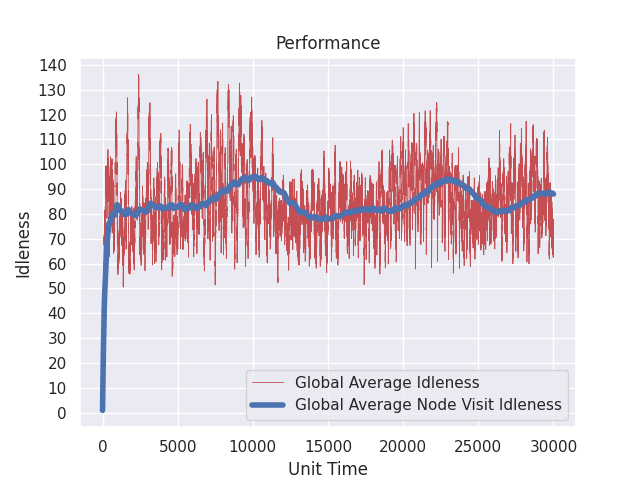 Performance
140
130
120
110
100
90
80
70
60
50
40
30
20
10
0
Idleness
Global Average Idleness
Global Average Node Visit Idleness
0 5000 10000 15000 20000 25000 30000
Unit Time